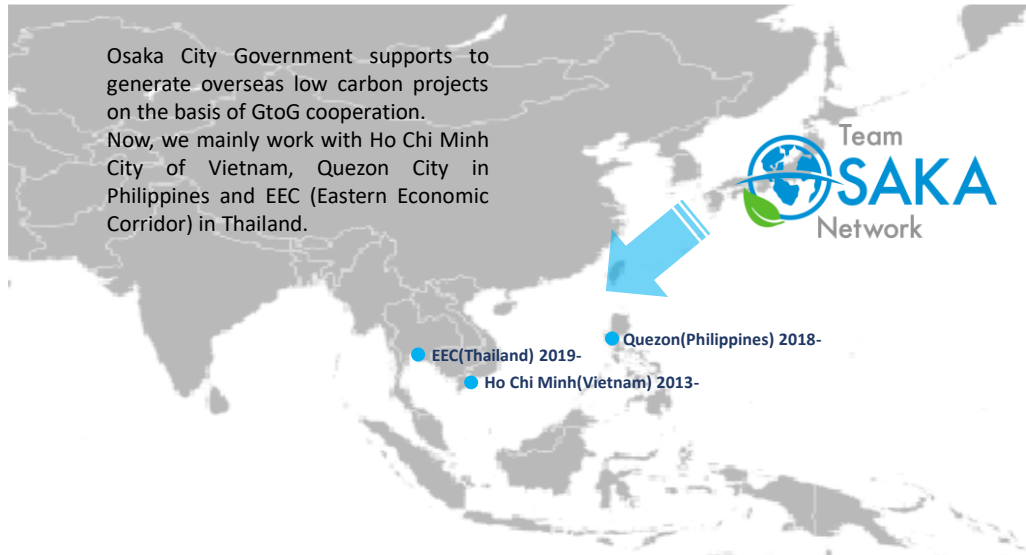 Osaka City Government supports to
generate overseas low carbon projects
on the basis of GtoG cooperation.
Now, we mainly work with Ho Chi Minh
City of Vietnam, Quezon City in
Philippines and EEC (Eastern Economic
Corridor) in Thailand.
Team
OSAKA
Network
Quezon(Philippines) 2018-
EEC(Thailand) 2019-
Ho Chi Minh(Vietnam) 2013-